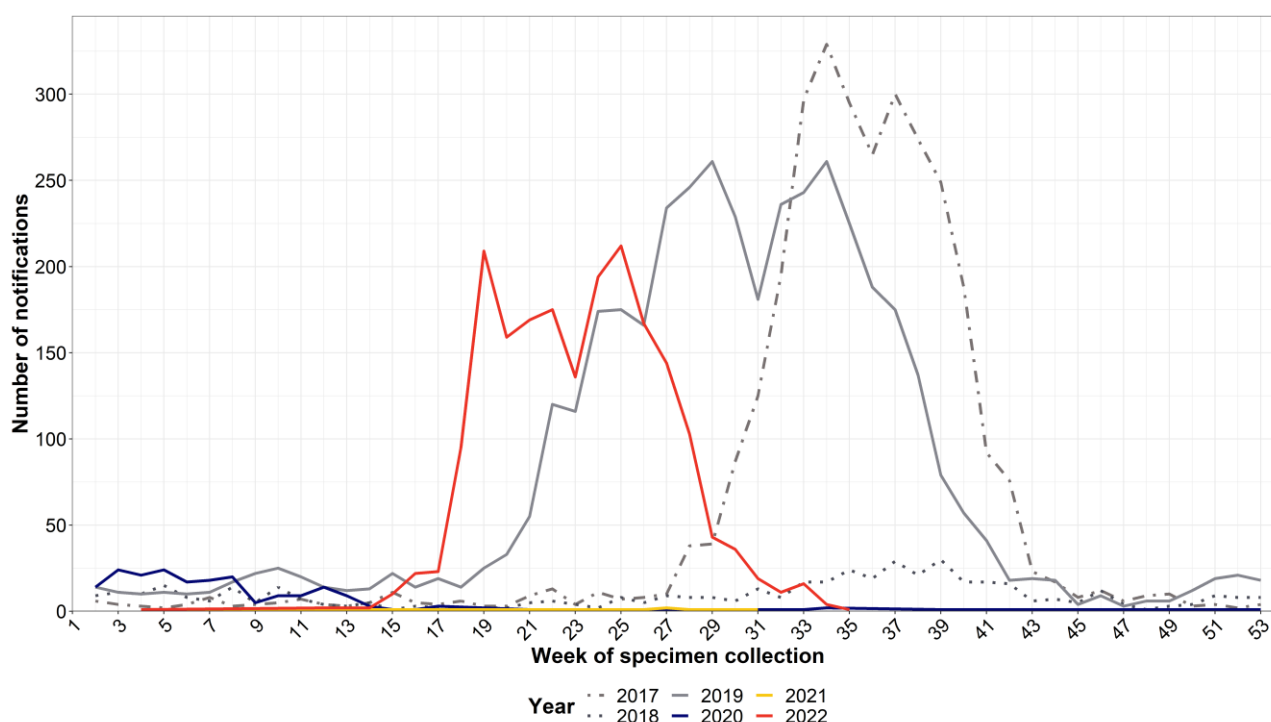 Number of notifications
300
250
200
150
100
50
0
1 3 5 7 9 11 13 15 17 19 21 23 25 27 29 31 33 35 37 39 41 43 45 47 49 51 53
Week of specimen collection
Year 2017 2019 2021
2018 2020 2022